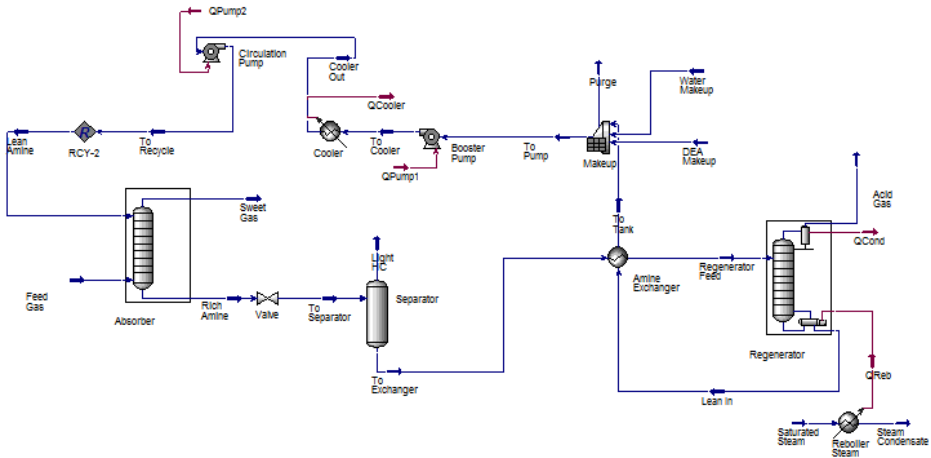 QPump2
Circulation
Pump
Cooler
Out
Purge
Water
Makeup
QCooler
Lean
Amine
R
RCY-2
To
Recycle
Cooler
To
Cooler
Booster
Pump
QPump1
To
Pump
Makeup
DEA
Makeup
Acid
Gas
Sweet
Gas
To
Tank
QCond
Light
HC
Feed
Gas
Absorber
Rich
Amine
Valve
To
Separator
Separator
Amine
Exchanger
Regenerator
Feed
Regenerator
To
Exchanger
Lean In
QReb
Saturated
Steam
Reboiler
Steam
Steam
Condensate